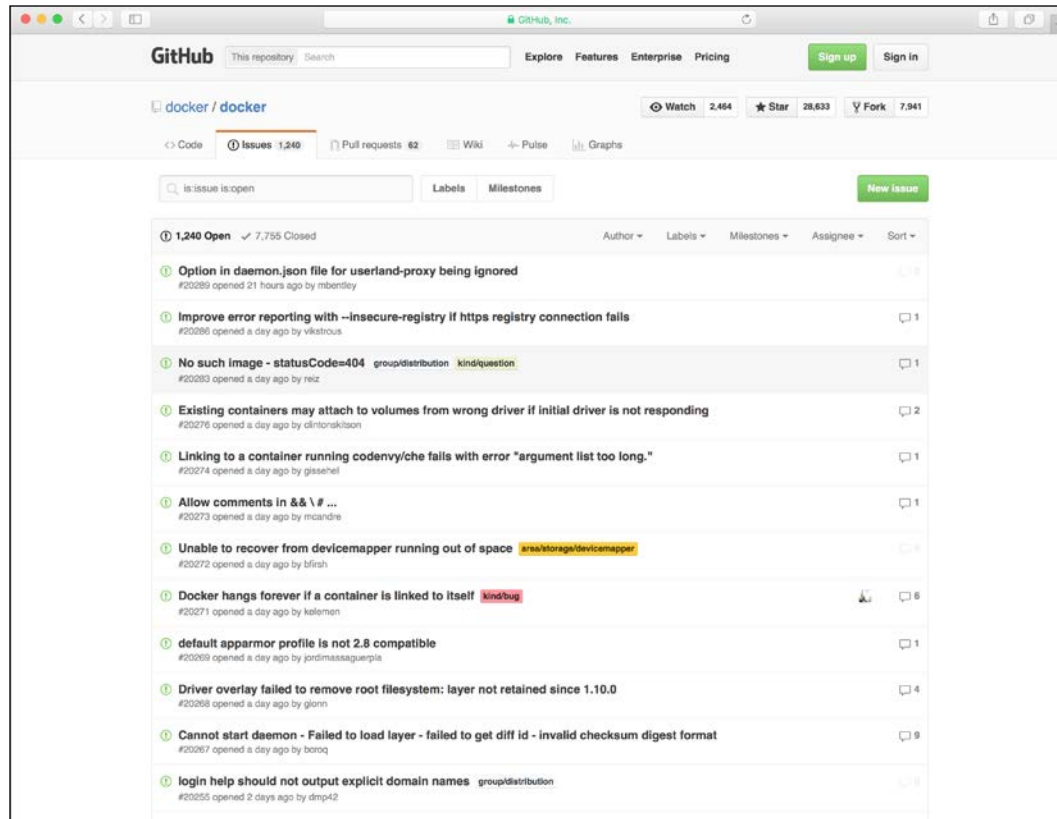 GitHub, Inc.
GitHub This repository Search Explore Features Enterprise Pricing Sign up Sign in
docker / docker Watch 2,464 Star 28,633 Fork 7,941
Code Issues 1,240 Pull requests 62 Wiki Pulse Graphs
is:issue is:open Labels Milestones New issue
1,240 Open 7,755 Closed Author Labels Milestones Assignee Sort
Option in daemon.json file for userland-proxy being ignored 0
#20289 opened 21 hours ago by mbentley
Improve error reporting with --insecure-registry if https registry connection fails 1
#20286 opened a day ago by vikstrous
No such image - statusCode=404 group/distribution kind/question 1
#20283 opened a day ago by reiz
Existing containers may attach to volumes from wrong driver if initial driver is not responding 2
#20276 opened a day ago by clintonskitson
Linking to a container running codenvy/che fails with error "argument list too long." 1
#20274 opened a day ago by gissehel
Allow comments in && \ # ... 1
#20273 opened a day ago by mcandre
Unable to recover from devicemapper running out of space area/storage/devicemapper 0
#20272 opened a day ago by bfirsh
Docker hangs forever if a container is linked to itself kind/bug 6
#20271 opened a day ago by kelemen
default apparmor profile is not 2.8 compatible 1
#20269 opened a day ago by jordimassaguerpla
Driver overlay failed to remove root filesystem: layer not retained since 1.10.0 4
#20268 opened a day ago by glonn
Cannot start daemon - Failed to load layer - failed to get diff id - invalid checksum digest format 9
#20267 opened a day ago by boroq
login help should not output explicit domain names group/distribution 0
#20255 opened 2 days ago by dmp42